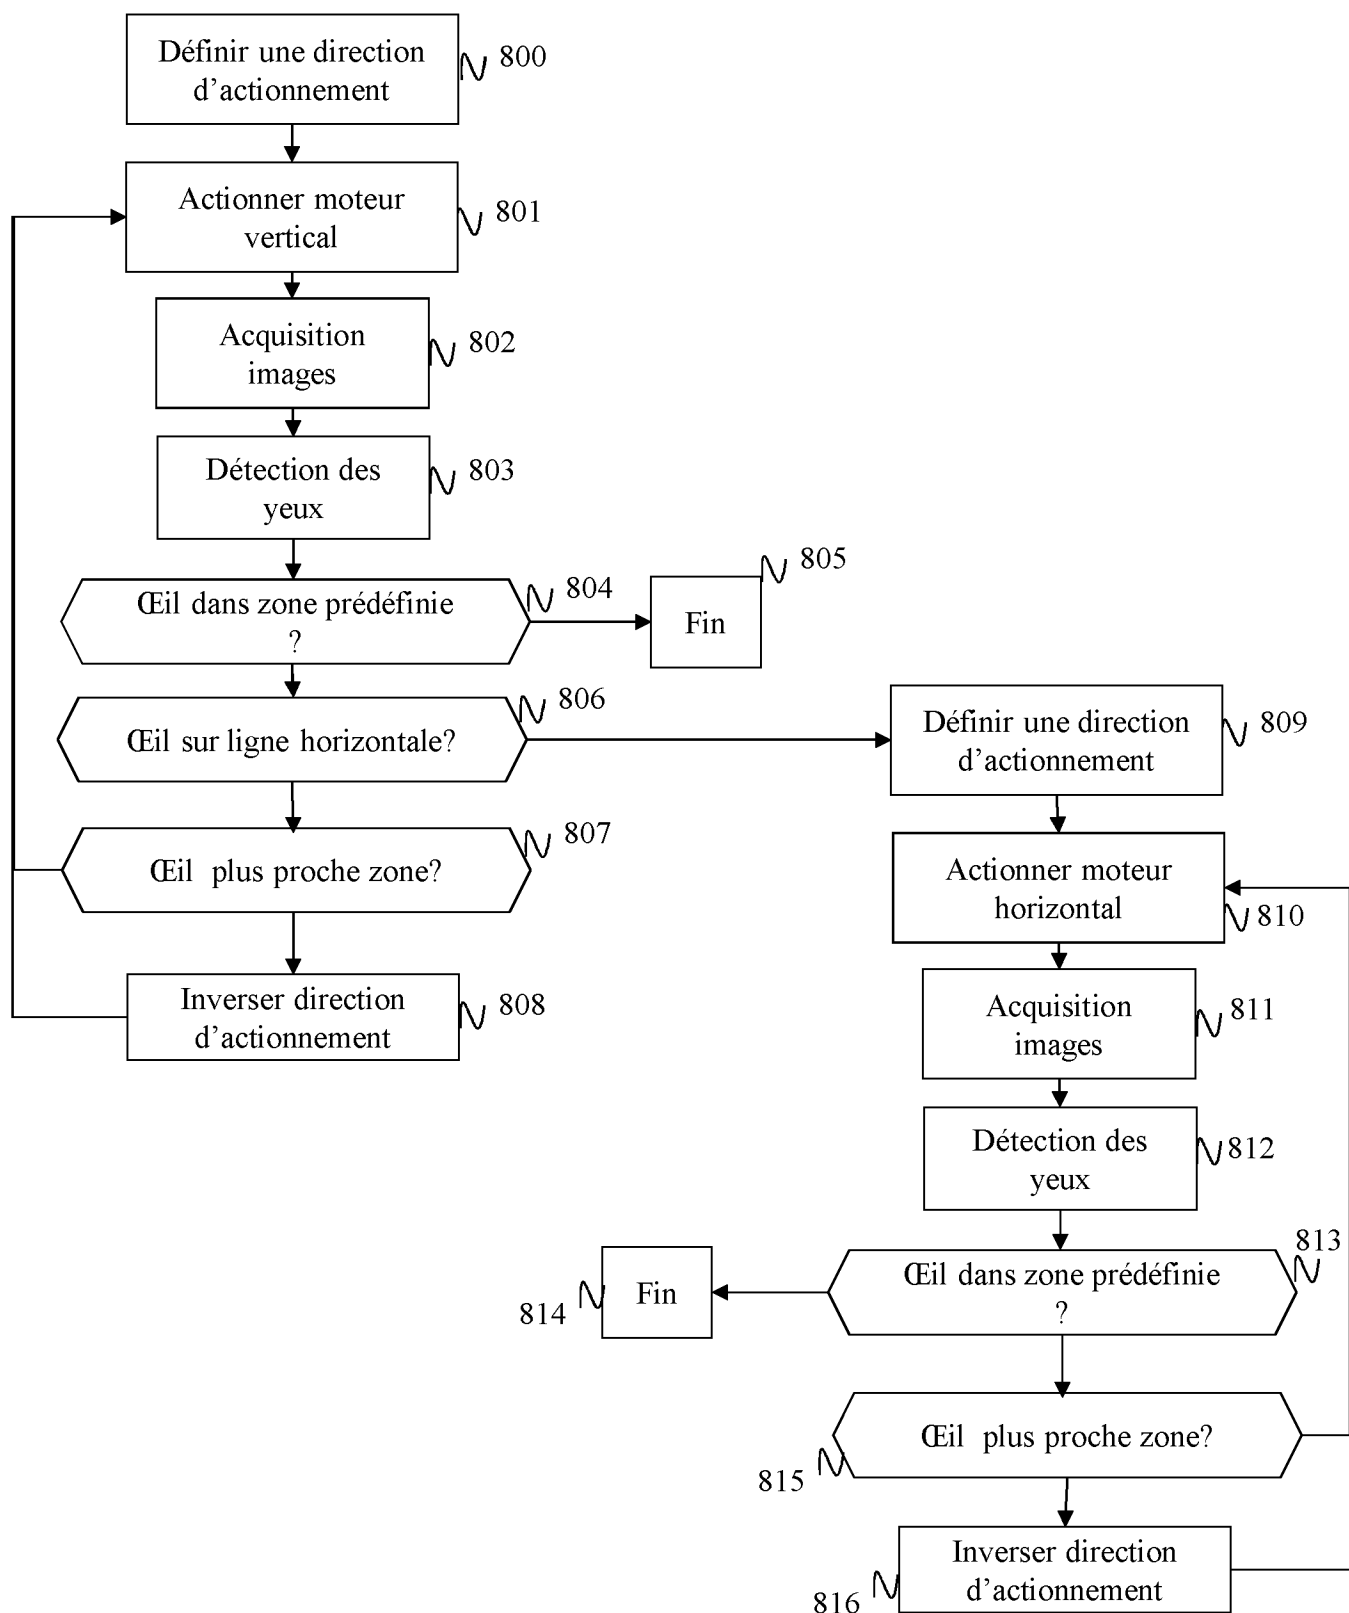 Définir une direction
d’actionnement
800
Actionner moteur
vertical
801
Acquisition
images
802
Détection des
yeux
803
Œil dans zone prédéfinie
?
804
Fin
805
Œil sur ligne horizontale?
806
Œil plus proche zone?
807
Inverser direction
d’actionnement
808
Définir une direction
d’actionnement
809
Actionner moteur
horizontal
810
Acquisition
images
811
Détection des
yeux
812
Œil dans zone prédéfinie
?
813
Fin
814
Œil plus proche zone?
815
Inverser direction
d’actionnement
816